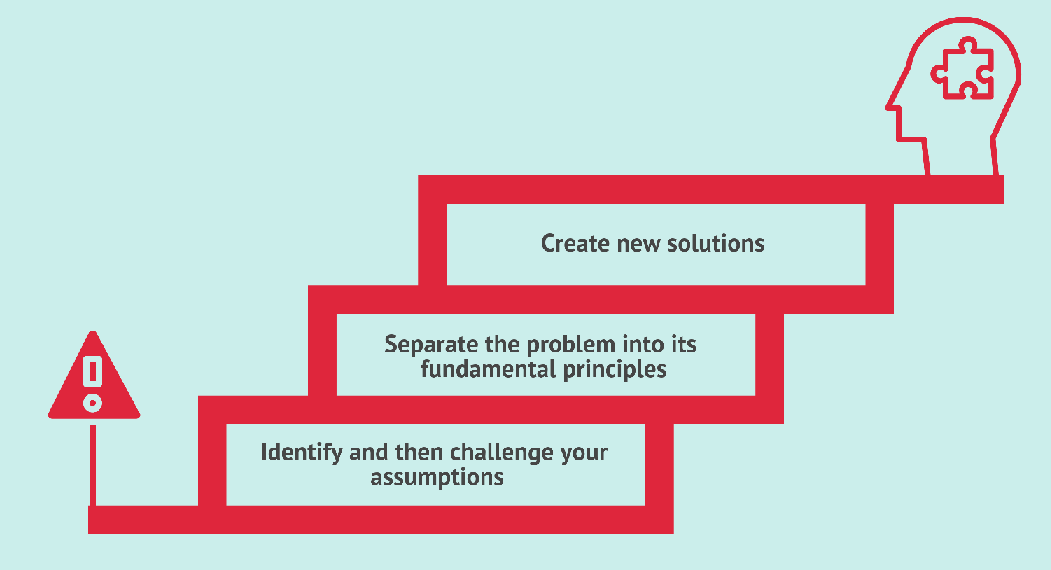 Create new solutions
Separate the problem into its
fundamental principles
Identify and then challenge your
assumptions